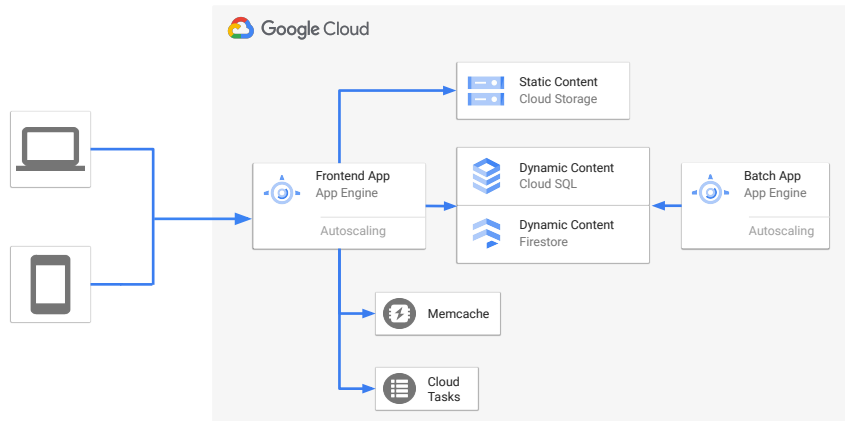 Google Cloud
Static Content
Cloud Storage
Frontend App
App Engine
Autoscaling
Dynamic Content
Cloud SQL
Dynamic Content
Firestore
Batch App
App Engine
Autoscaling
Memcache
Cloud
Tasks